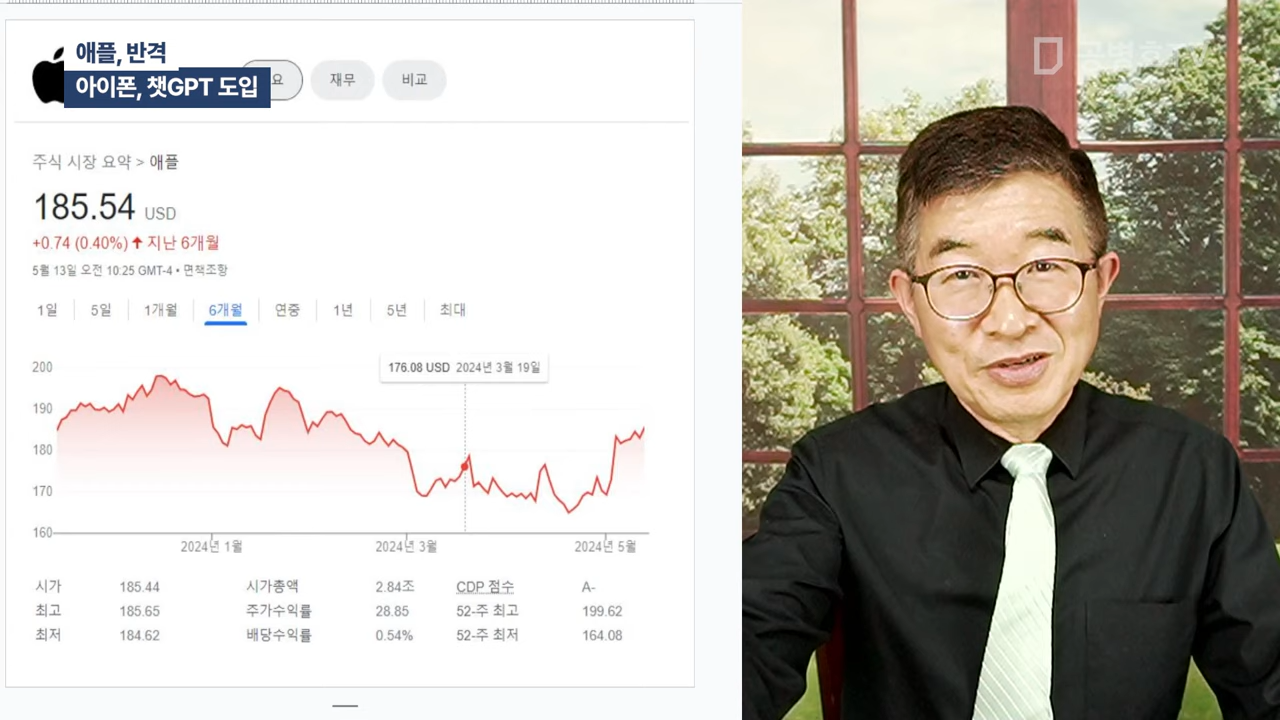 애플, 반격
아이폰, 챗GPT 도입
요
재무
비교
주식 시장 요약 > 애플
185.54 USD
+0.74 (0.40%) ↑ 지난 6개월
5월 13일 오전 10:25 GMT-4 • 면책조항
1일 5일 1개월 6개월 연중 1년 5년 최대
176.08 USD 2024년 3월 19일
200
190
180
170
160
2024년 1월 2024년 3월 2024년 5월
시가 185.44 시가총액 2.84조 CDP 점수 A-
최고 185.65 주가수익률 28.85 52-주 최고 199.62
최저 184.62 배당수익률 0.54% 52-주 최저 164.08